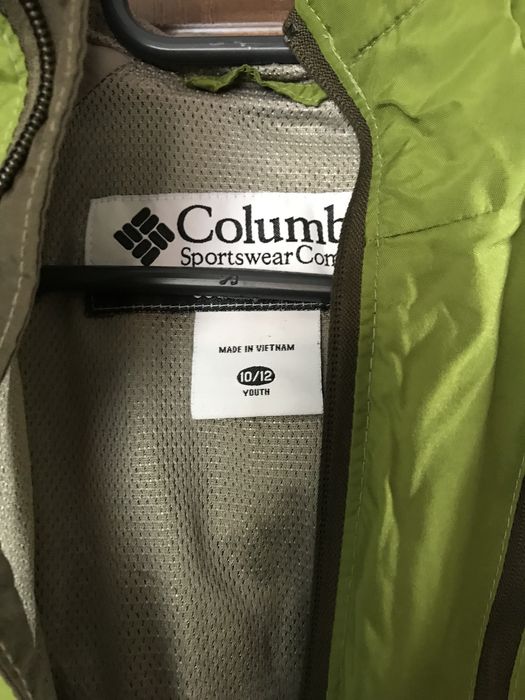 Columb
Sportswear Com
MADE IN VIETNAM
10/12
YOUTH